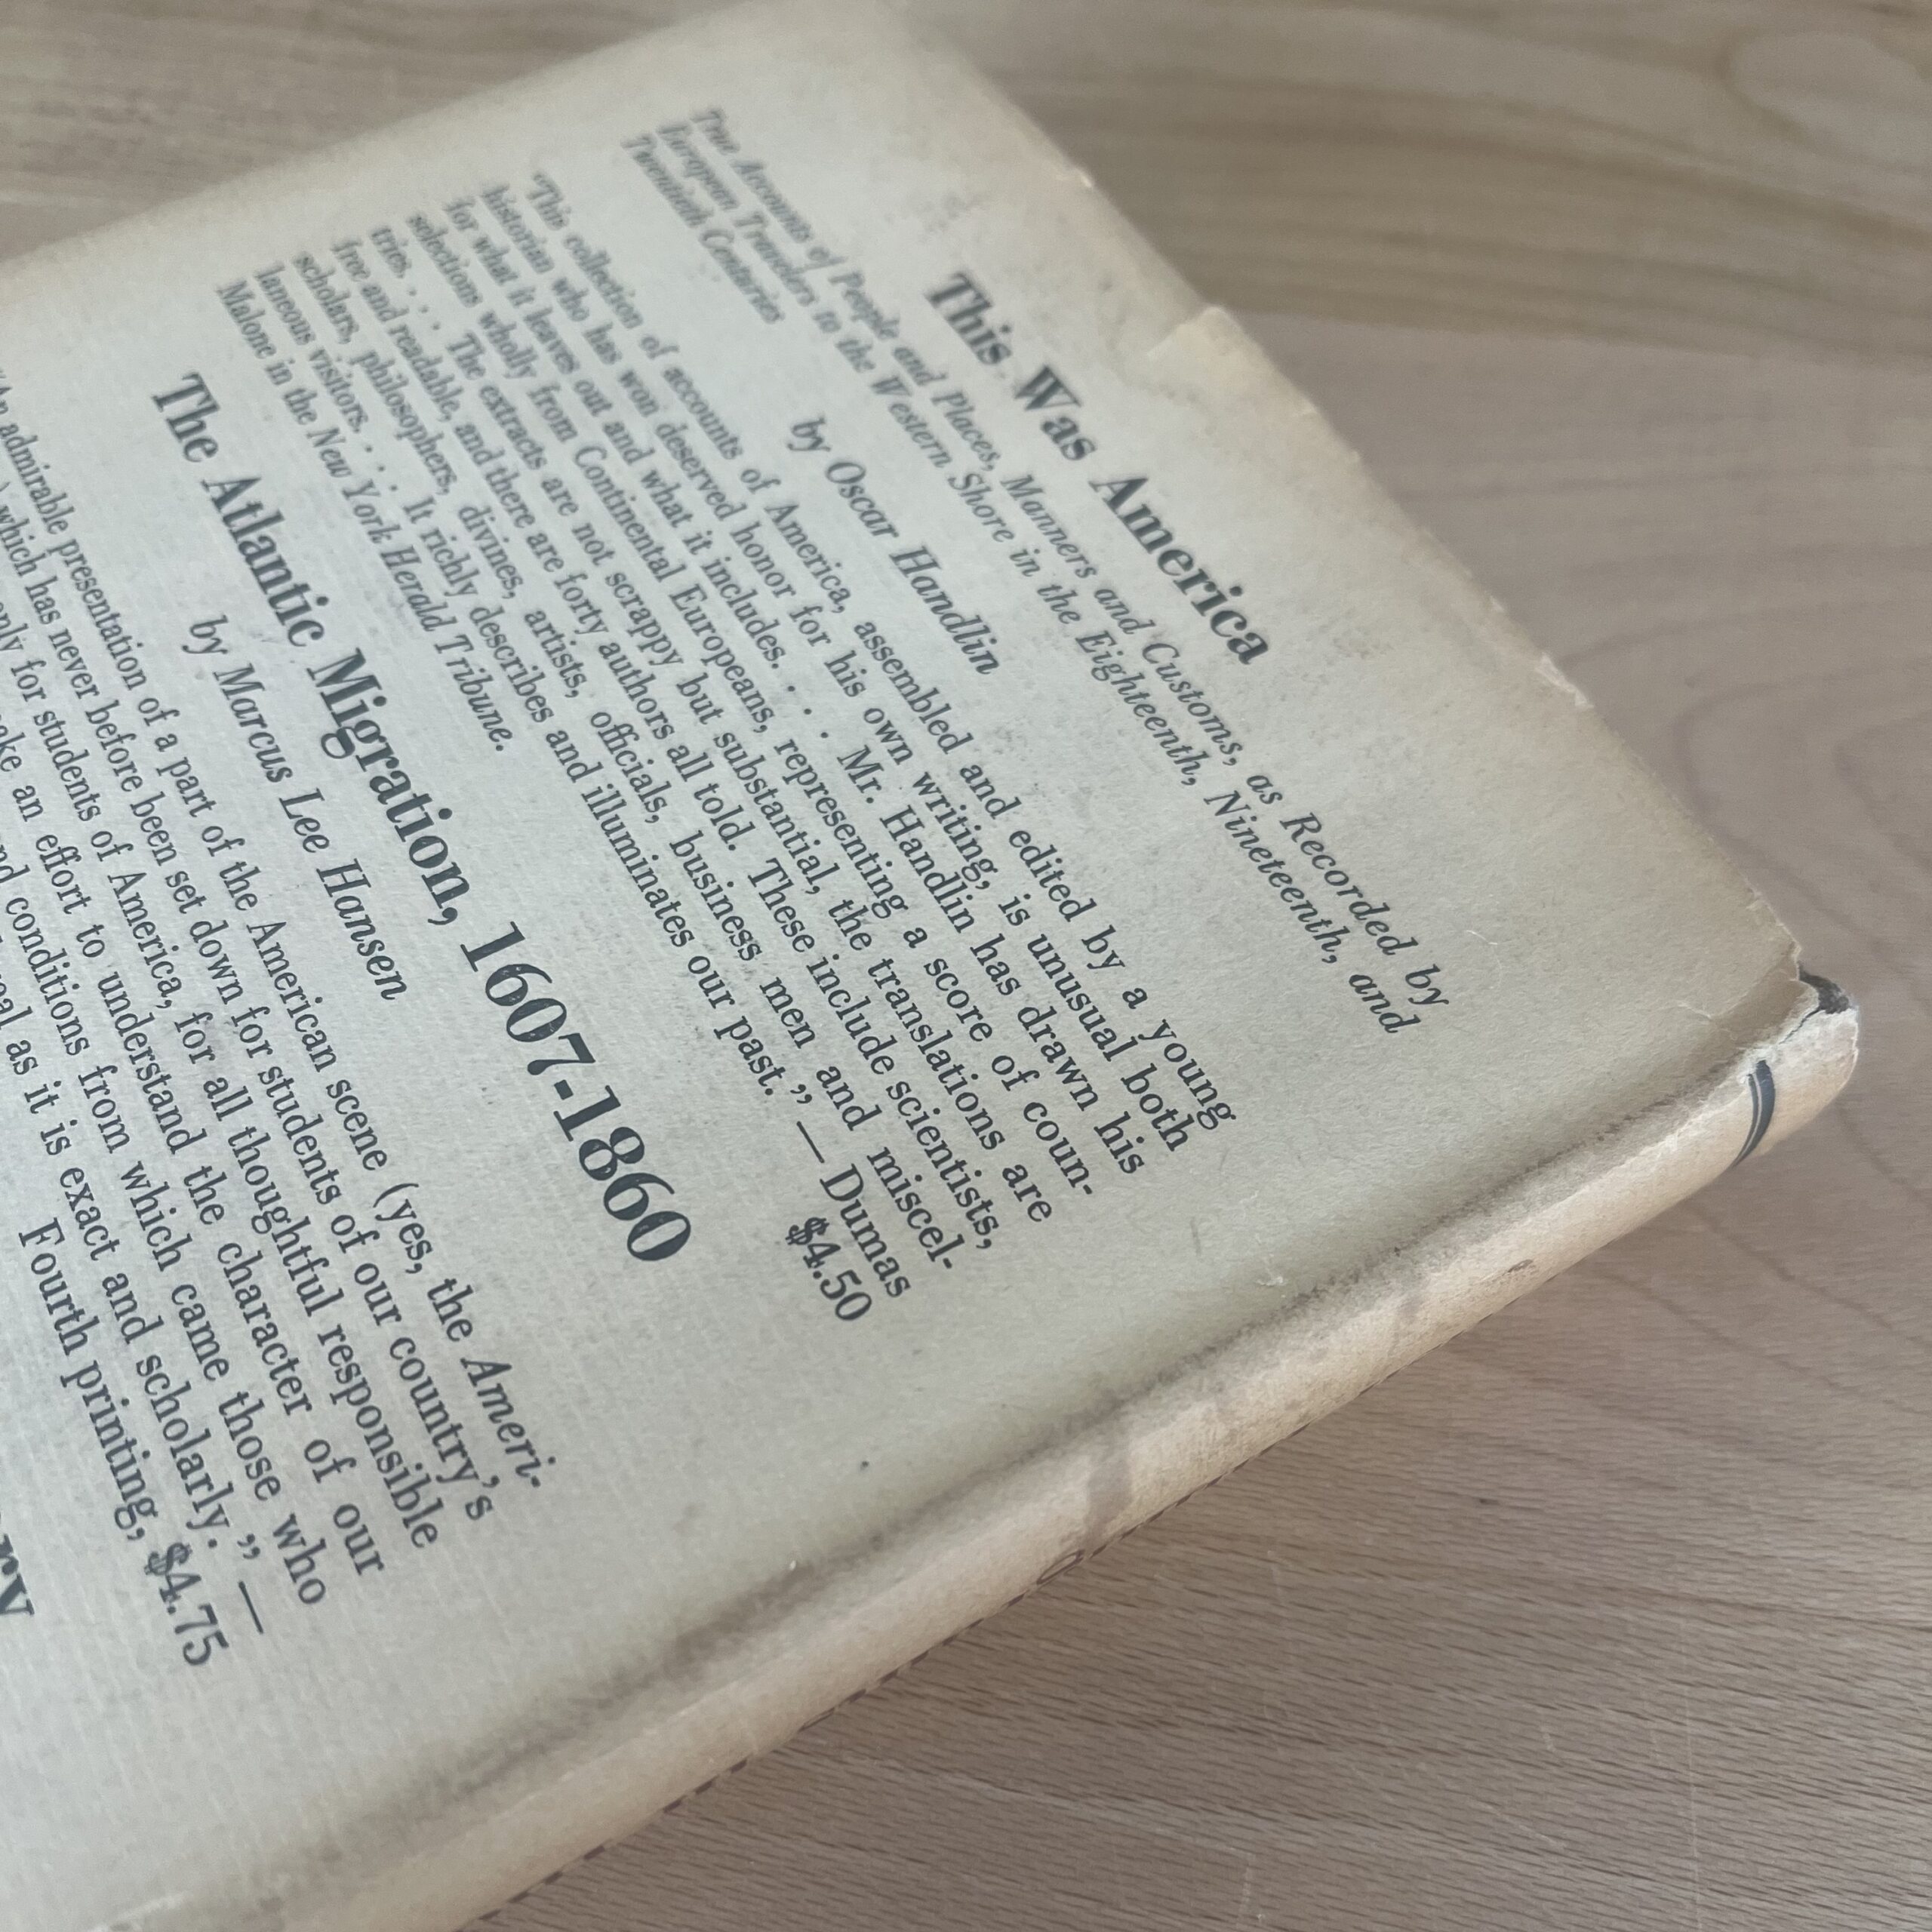 This Was America
True Accounts of People and Places, Manners and Customs, as Recorded by
European Travelers to the Western Shore in the Eighteenth, Nineteenth, and
Twentieth Centuries
by Oscar Handlin
"This collection of accounts of America, assembled and edited by a young
historian who has won deserved honor for his own writing, is unusual both
for what it leaves out and what it includes. . . . Mr. Handlin has drawn his
selections wholly from Continental Europeans, representing a score of coun-
tries. . . . The extracts are not scrappy but substantial, the translations are
free and readable, and there are forty authors all told. These include scientists,
scholars, philosophers, divines, artists, officials, business men and miscel-
laneous visitors. . . . It richly describes and illuminates our past." — Dumas
Malone in the New York Herald Tribune. $4.50
The Atlantic Migration, 1607-1860
by Marcus Lee Hansen
"An admirable presentation of a part of the American scene (yes, the Ameri-
which has never before been set down for students of our country's
only for students of America, for all thoughtful responsible
an effort to understand the character of our
conditions from which came those who
as it is exact and scholarly." —
Fourth printing, $4.75